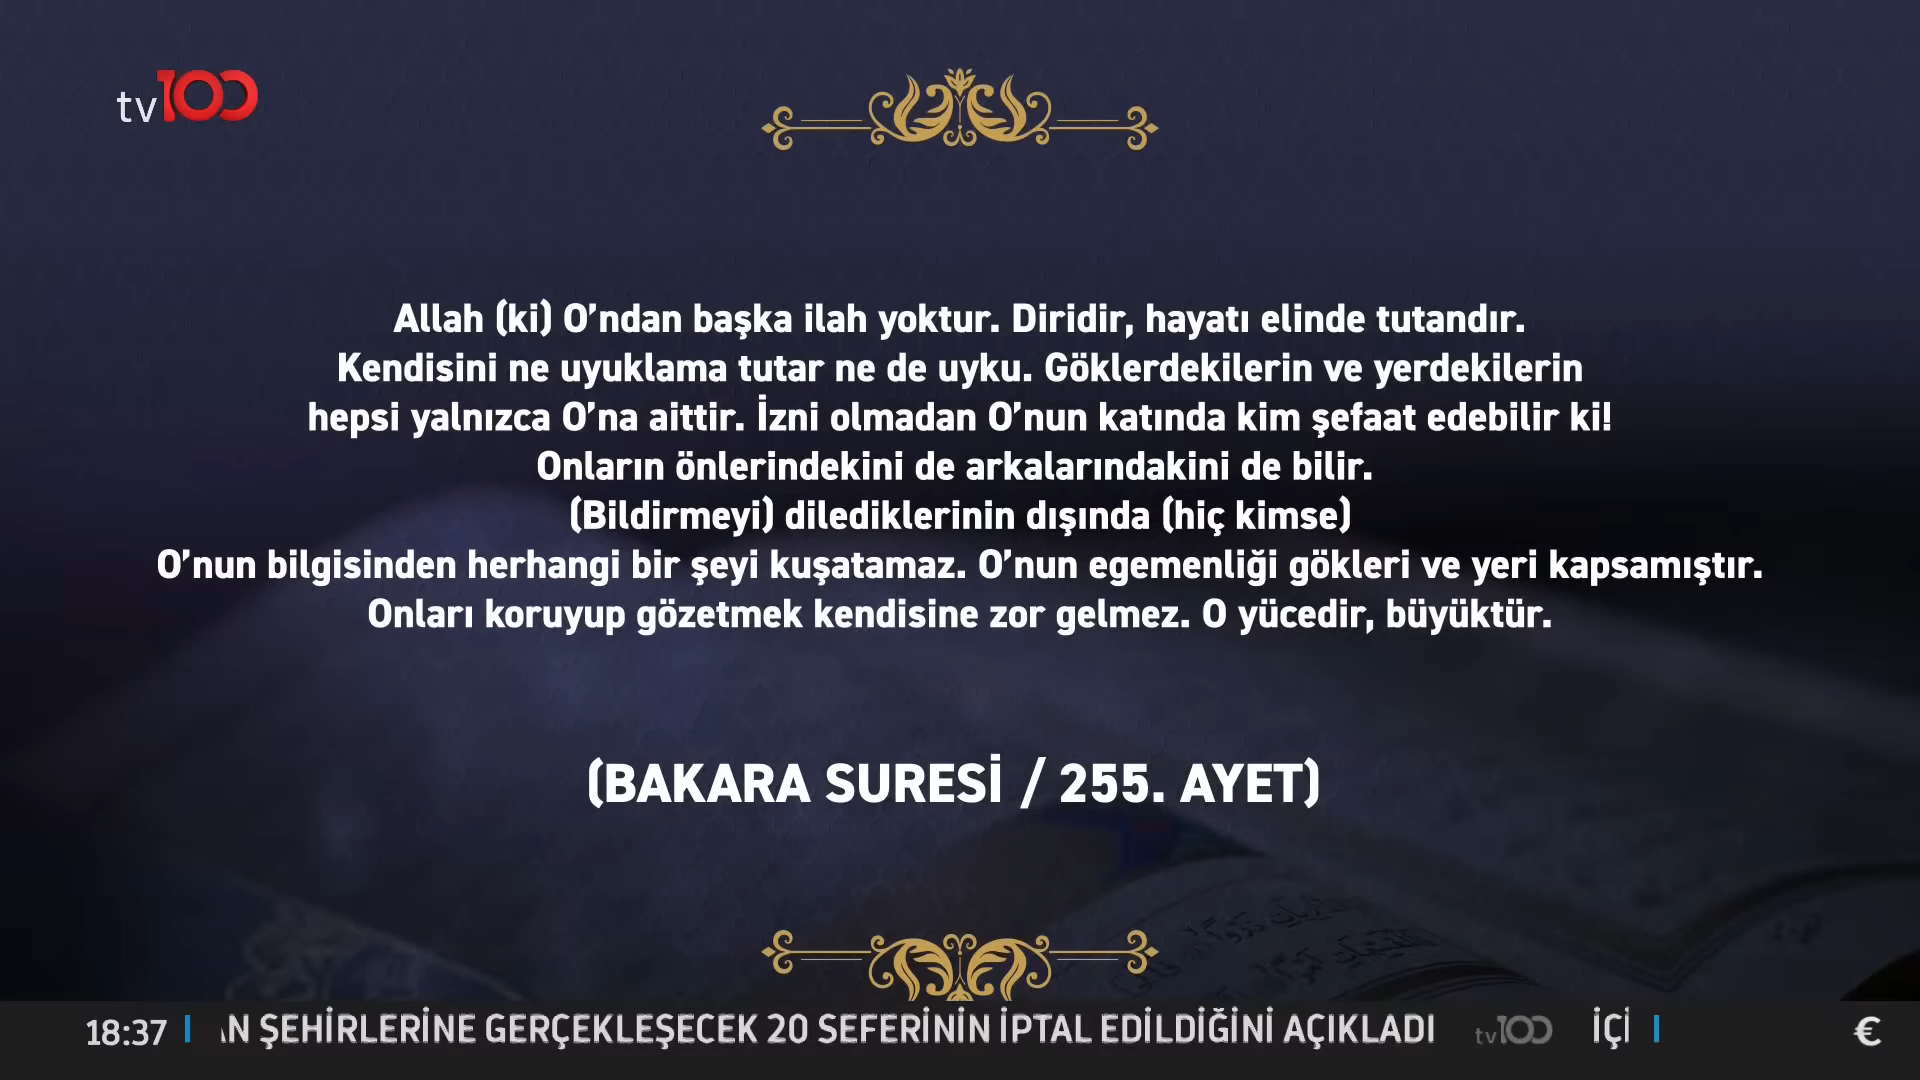 tv100
Allah (ki) O’ndan başka ilah yoktur. Diridir, hayatı elinde tutandır.
Kendisini ne uyuklama tutar ne de uyku. Göklerdekilerin ve yerdekilerin
hepsi yalnızca O’na aittir. İzni olmadan O’nun katında kim şefaat edebilir ki!
Onların önlerindekini de arkalarındakini de bilir.
(Bildirmeyi) dilediklerinin dışında (hiç kimse)
O’nun bilgisinden herhangi bir şeyi kuşatamaz. O’nun egemenliği gökleri ve yeri kapsamıştır.
Onları koruyup gözetmek kendisine zor gelmez. O yücedir, büyüktür.
(BAKARA SURESİ / 255. AYET)
18:37 AN ŞEHİRLERİNE GERÇEKLEŞECEK 20 SEFERİNİN İPTAL EDİLDİĞİNİ AÇIKLADI tv100 İÇİ €